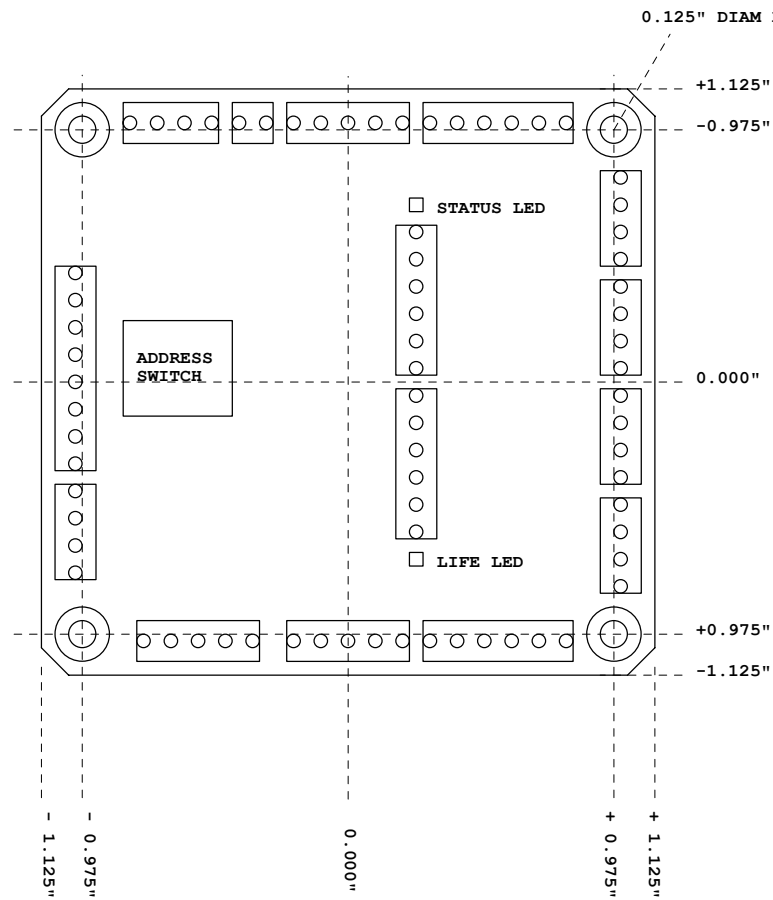 0.125" DIAM
+1.125"
-0.975"
STATUS LED
ADDRESS
SWITCH
0.000"
LIFE LED
+0.975"
-1.125"
- 1.125"
- 0.975"
0.000"
+ 0.975"
+ 1.125"